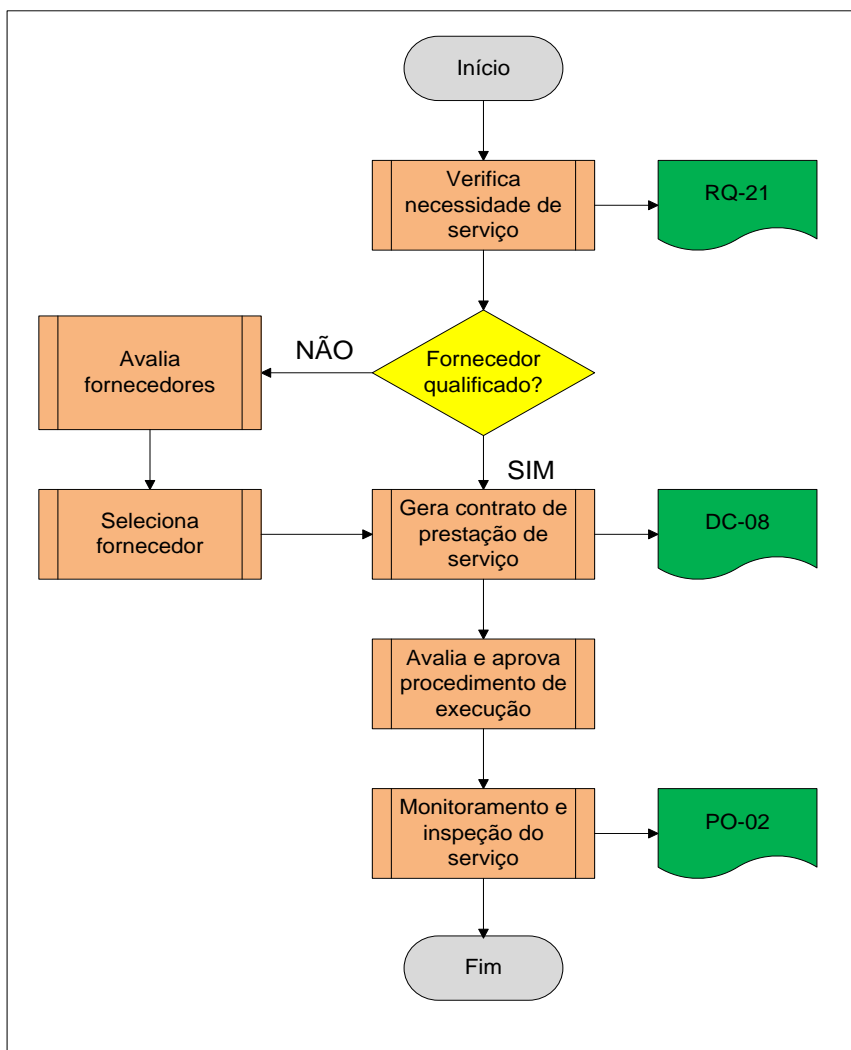 Início
Verifica
necessidade de
serviço
RQ-21
NÃO
Fornecedor
qualificado?
Avalia
fornecedores
SIM
Seleciona
fornecedor
Gera contrato de
prestação de
serviço
DC-08
Avalia e aprova
procedimento de
execução
Monitoramento e
inspeção do
serviço
PO-02
Fim